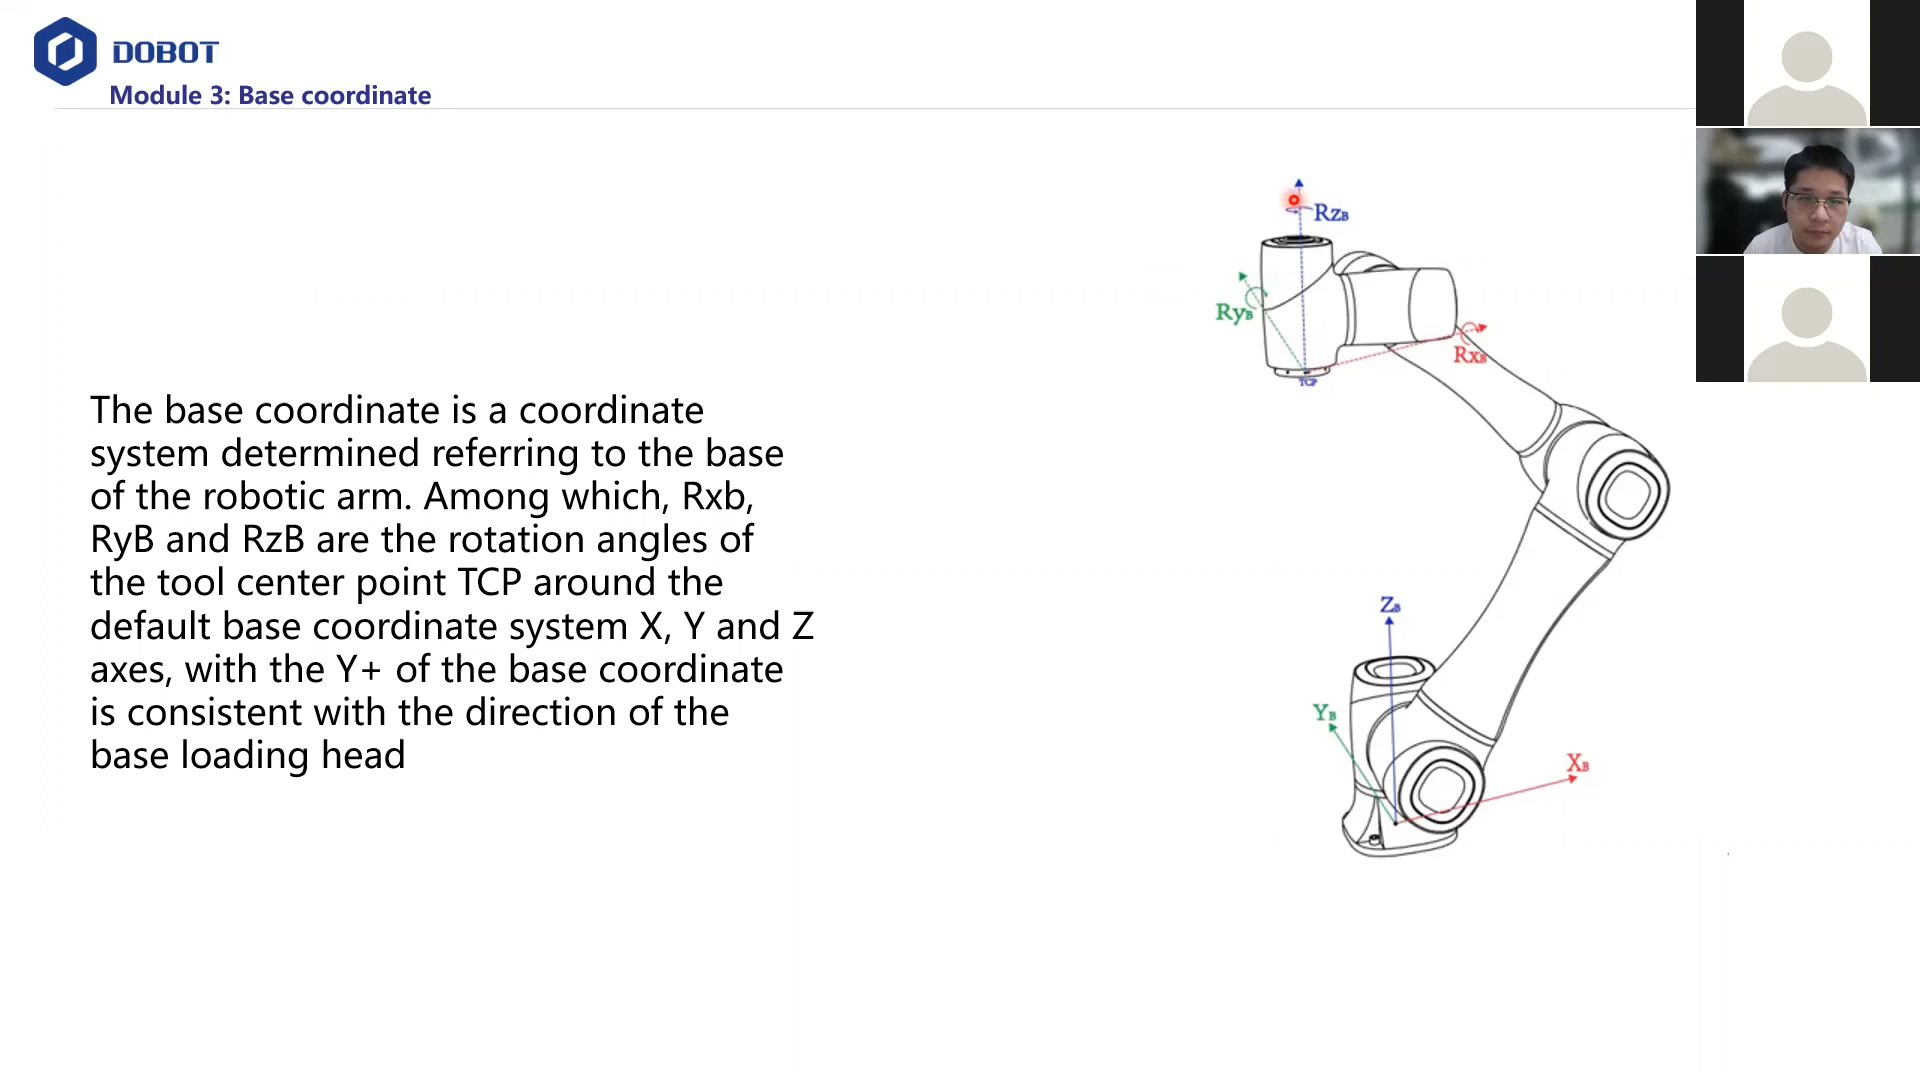 DOBOT
Module 3: Base coordinate
RzB
RyB
RxB
TCP
The base coordinate is a coordinate
system determined referring to the base
of the robotic arm. Among which, Rxb,
RyB and RzB are the rotation angles of
the tool center point TCP around the
default base coordinate system X, Y and Z
axes, with the Y+ of the base coordinate
is consistent with the direction of the
base loading head
ZB
YB
XB